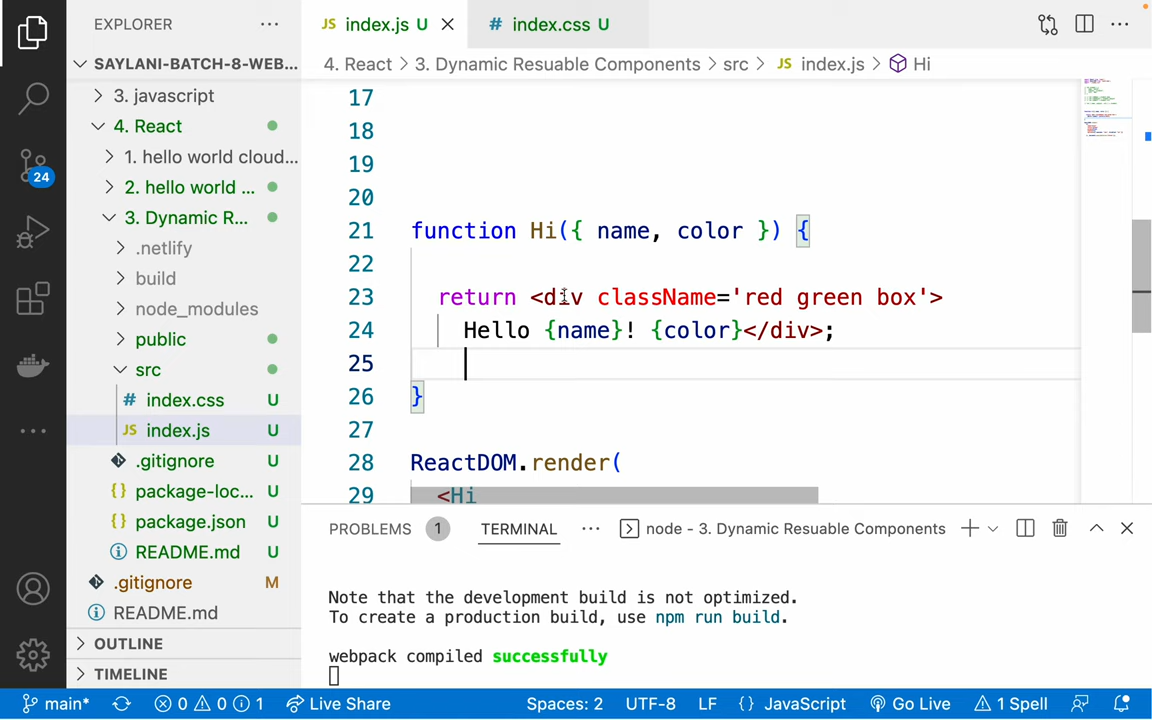 EXPLORER
SAYLANI-BATCH-8-WEB...
3. javascript
4. React
1. hello world cloud...
2. hello world ...
3. Dynamic R...
.netlify
build
node_modules
public
src
# index.css U
JS index.js U
.gitignore U
{} package-loc... U
{} package.json U
README.md U
.gitignore M
README.md
OUTLINE
TIMELINE
24
JS index.js U
# index.css U
4. React > 3. Dynamic Resuable Components > src > JS index.js > Hi
17
18
19
20
21 function Hi({ name, color }) {
22
23 return <div className='red green box'>
24 Hello {name}! {color}</div>;
25
26 }
27
28 ReactDOM.render(
29 <Hi
PROBLEMS 1 TERMINAL ... node - 3. Dynamic Resuable Components
Note that the development build is not optimized.
To create a production build, use npm run build.
webpack compiled successfully
main* 0 0 1 Live Share Spaces: 2 UTF-8 LF {} JavaScript Go Live 1 Spell